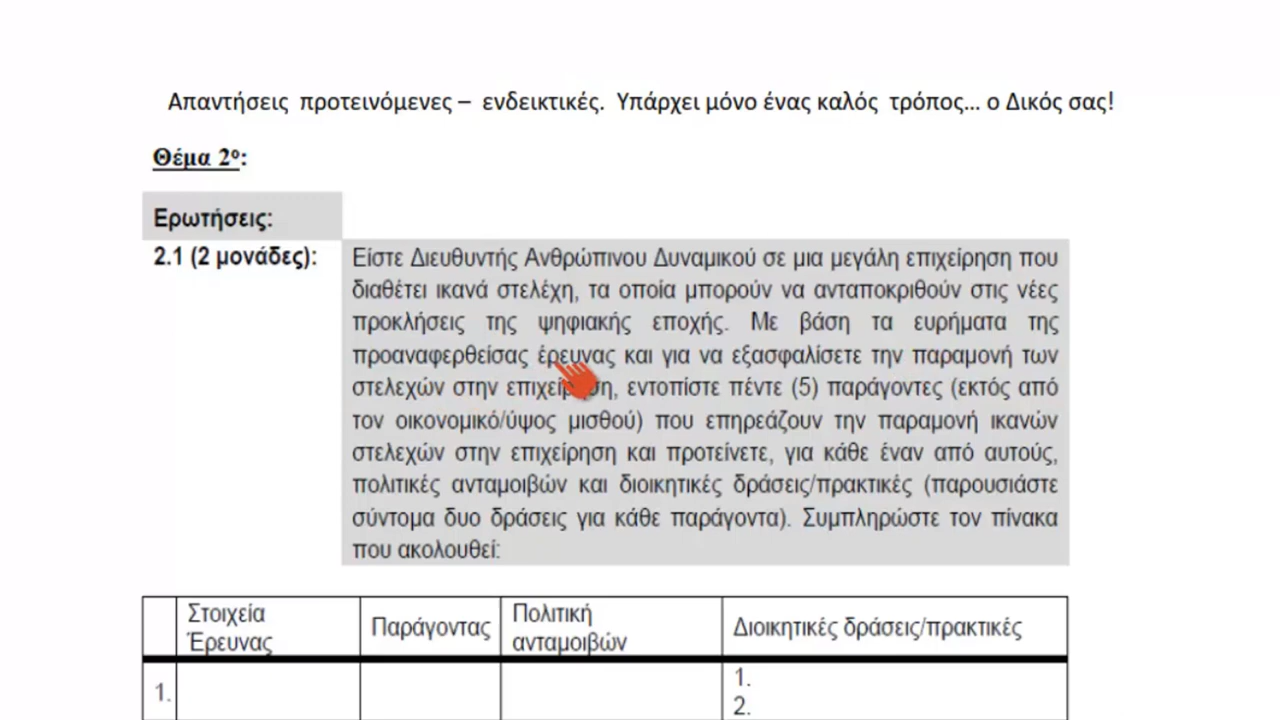 Απαντήσεις προτεινόμενες – ενδεικτικές. Υπάρχει μόνο ένας καλός τρόπος... ο Δικός σας!
Θέμα 2ο:
Ερωτήσεις:
2.1 (2 μονάδες): Είστε Διευθυντής Ανθρώπινου Δυναμικού σε μια μεγάλη επιχείρηση που
διαθέτει ικανά στελέχη, τα οποία μπορούν να ανταποκριθούν στις νέες
προκλήσεις της ψηφιακής εποχής. Με βάση τα ευρήματα της
προαναφερθείσας έρευνας και για να εξασφαλίσετε την παραμονή των
στελεχών στην επιχείρηση, εντοπίστε πέντε (5) παράγοντες (εκτός από
τον οικονομικό/ύψος μισθού) που επηρεάζουν την παραμονή ικανών
στελεχών στην επιχείρηση και προτείνετε, για κάθε έναν από αυτούς,
πολιτικές ανταμοιβών και διοικητικές δράσεις/πρακτικές (παρουσιάστε
σύντομα δυο δράσεις για κάθε παράγοντα). Συμπληρώστε τον πίνακα
που ακολουθεί:
Στοιχεία
Έρευνας
Παράγοντας
Πολιτική
ανταμοιβών
Διοικητικές δράσεις/πρακτικές
1.
1.
2.